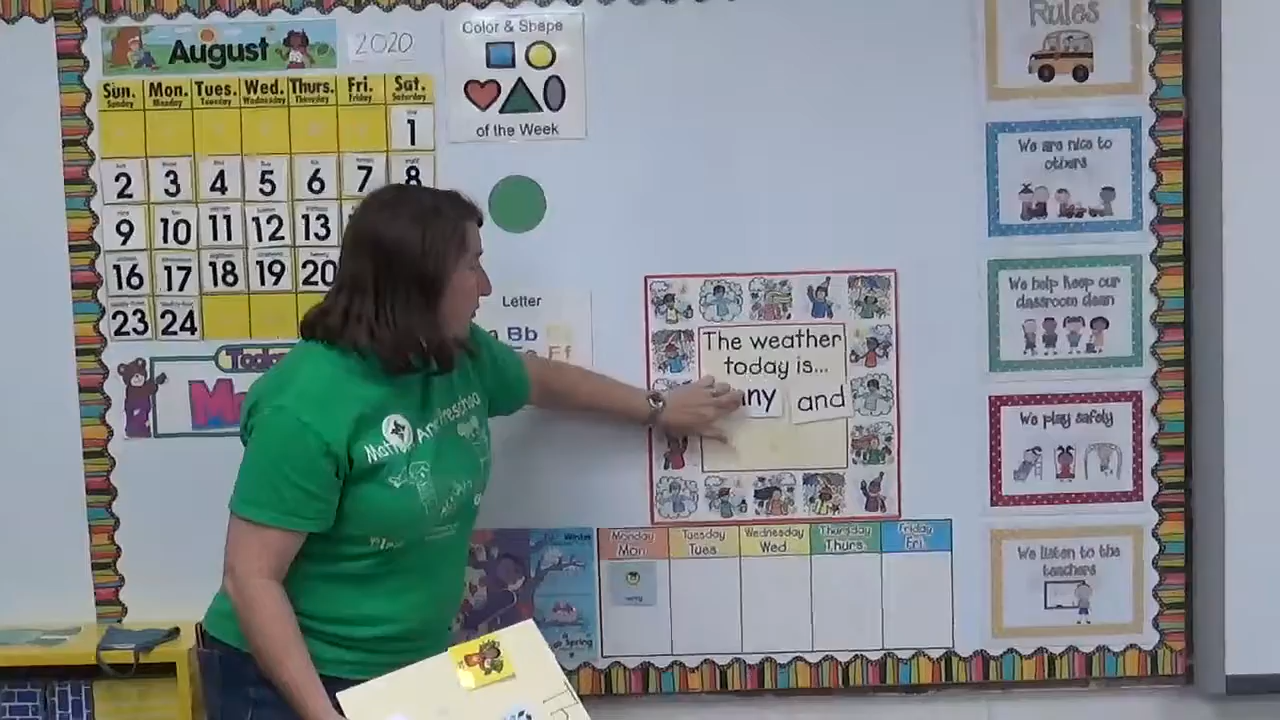 August
2020
Sun. Mon. Tues. Wed. Thurs. Fri. Sat.
Sunday Monday Tuesday Wednesday Thursday Friday Saturday
1
2 3 4 5 6 7 8
9 10 11 12 13
16 17 18 19 20
23 24
Color & Shape
of the Week
Letter
Bb
Ff
The weather
today is...
ny and
Monday Tuesday Wednesday Thursday Friday
Mon Tues Wed Thurs Fri
Winter
Spring
Rules
We are nice to
others
We help keep our
classroom clean
We play safely
We listen to the
teachers